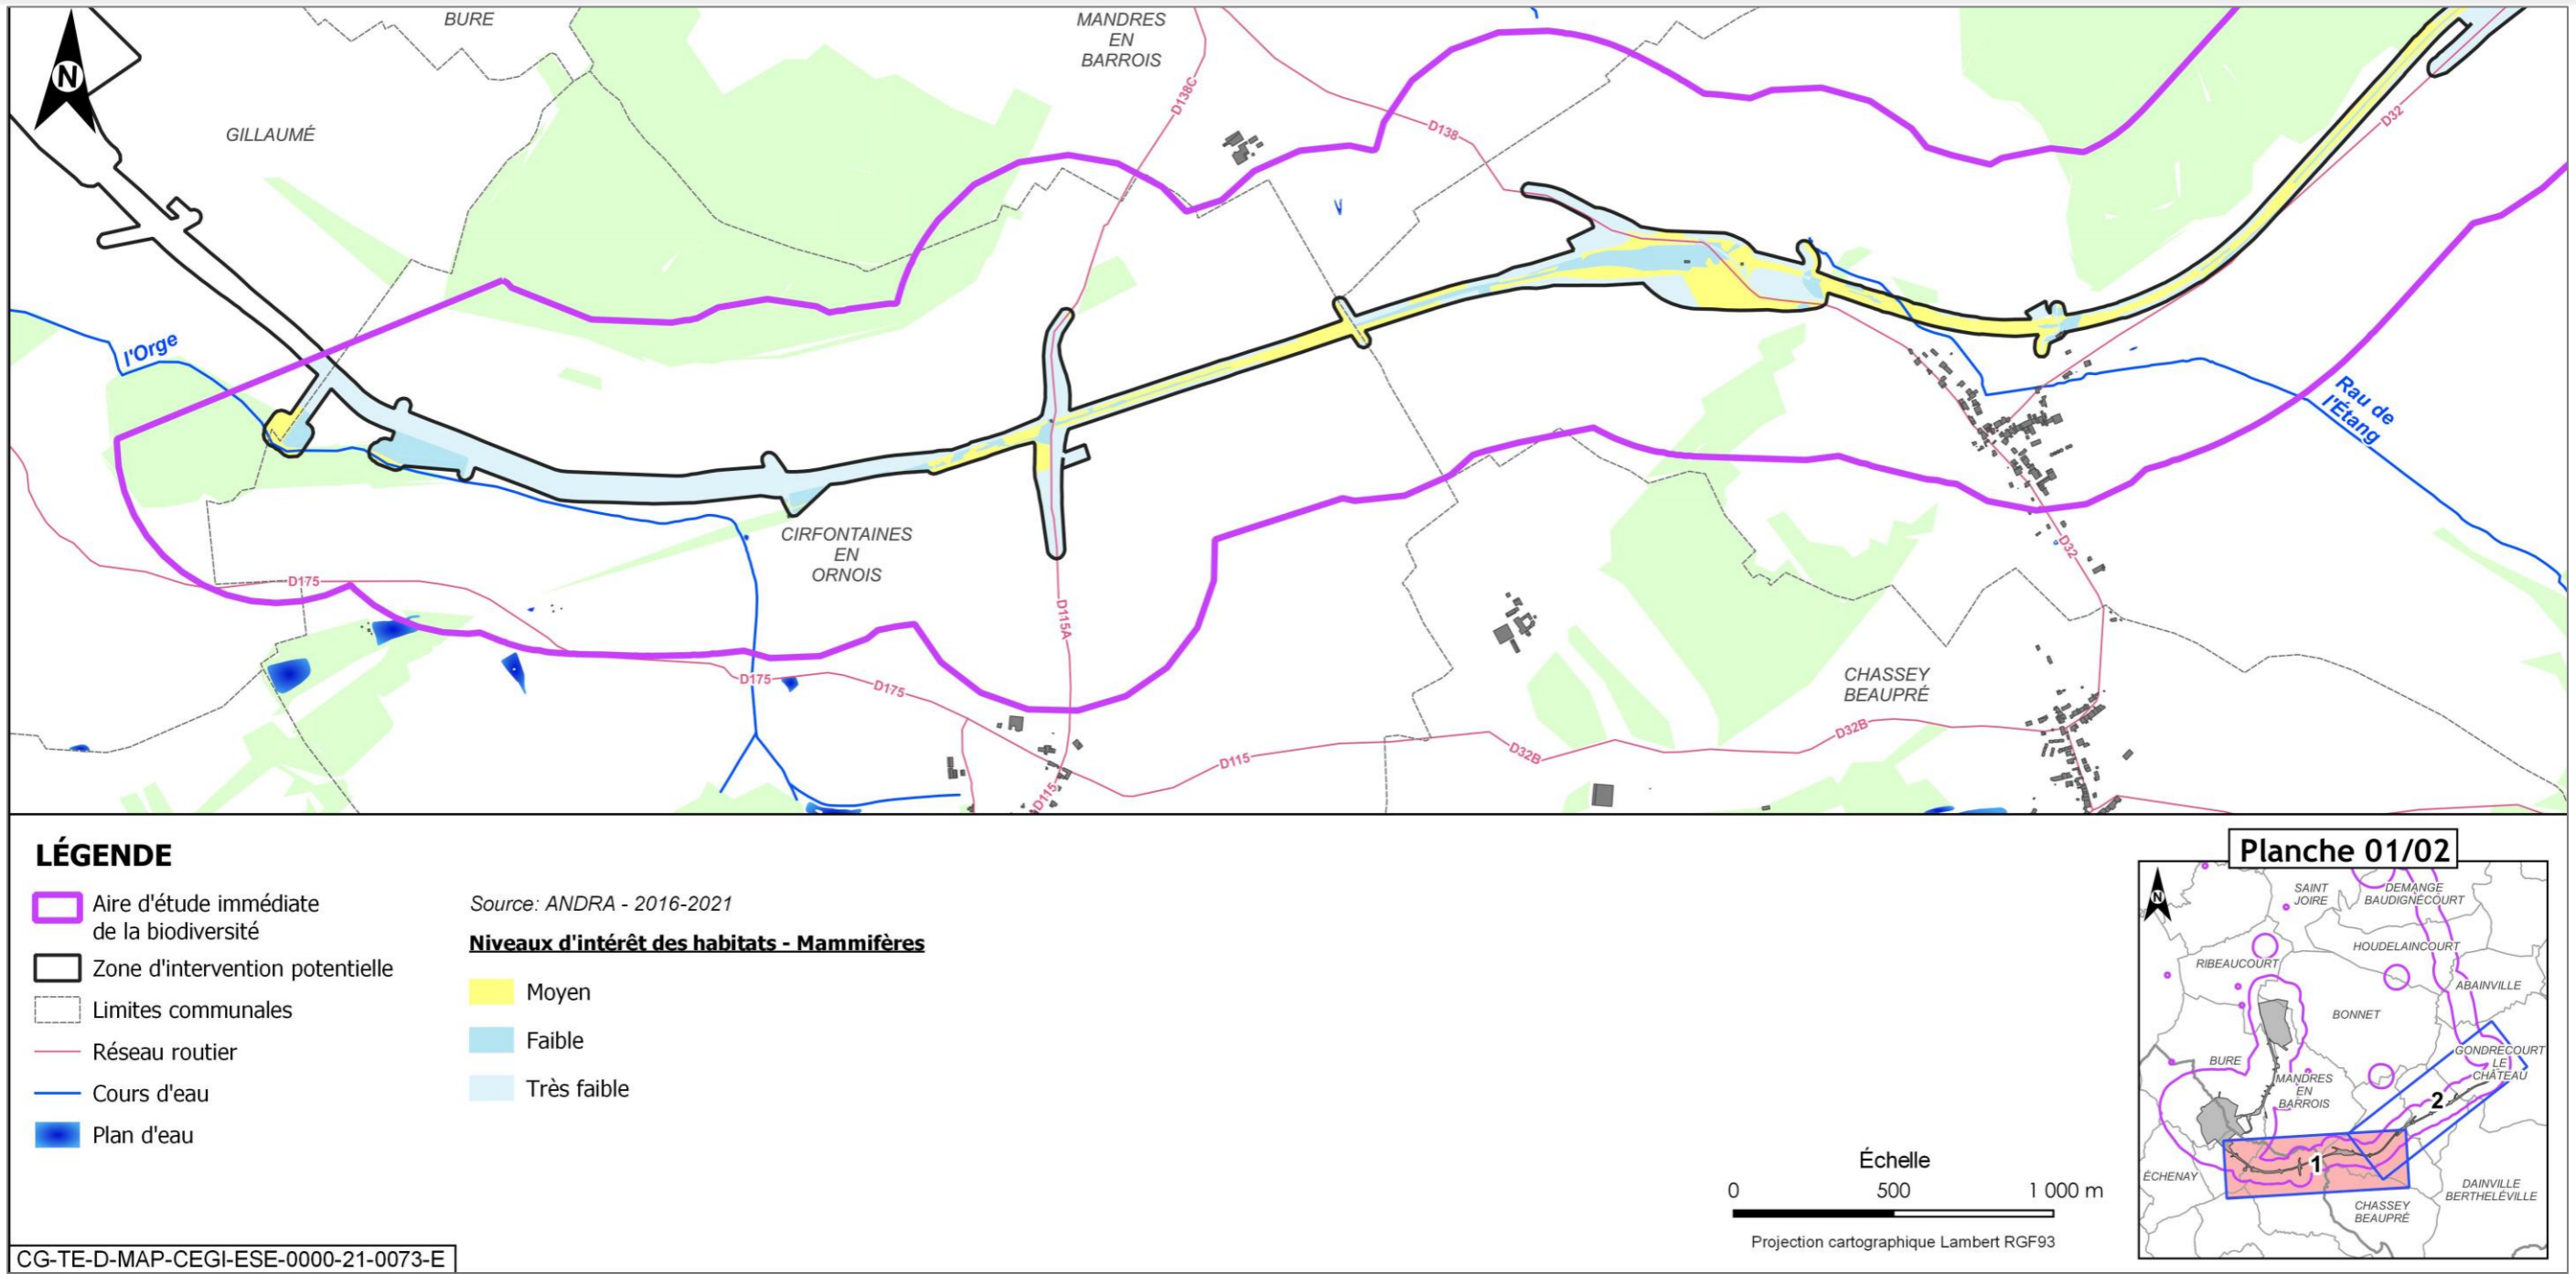 BURE
MANDRES
EN
BARROIS
N
GILLAUMÉ
D138C
D138
D32
l'Orge
Rau de
l'Étang
CIRFONTAINES
EN
ORNOIS
D175
D115A
D32
D175
D175
CHASSEY
BEAUPRÉ
D115
D32B
D32B
D115
LÉGENDE
Aire d'étude immédiate
de la biodiversité
Zone d'intervention potentielle
Limites communales
Réseau routier
Cours d'eau
Plan d'eau
Source: ANDRA - 2016-2021
Niveaux d'intérêt des habitats - Mammifères
Moyen
Faible
Très faible
Échelle
0 500 1 000 m
Projection cartographique Lambert RGF93
Planche 01/02
N
SAINT
JOIRE
DEMANGE
BAUDIGNÉCOURT
HOUDELAINCOURT
RIBEAUCOURT
ABAINVILLE
BONNET
BURE
GONDRECOURT
LE
CHÂTEAU
MANDRES
EN
BARROIS
2
1
ÉCHENAY
DAINVILLE
BERTHELÉVILLE
CHASSEY
BEAUPRÉ
CG-TE-D-MAP-CEGI-ESE-0000-21-0073-E